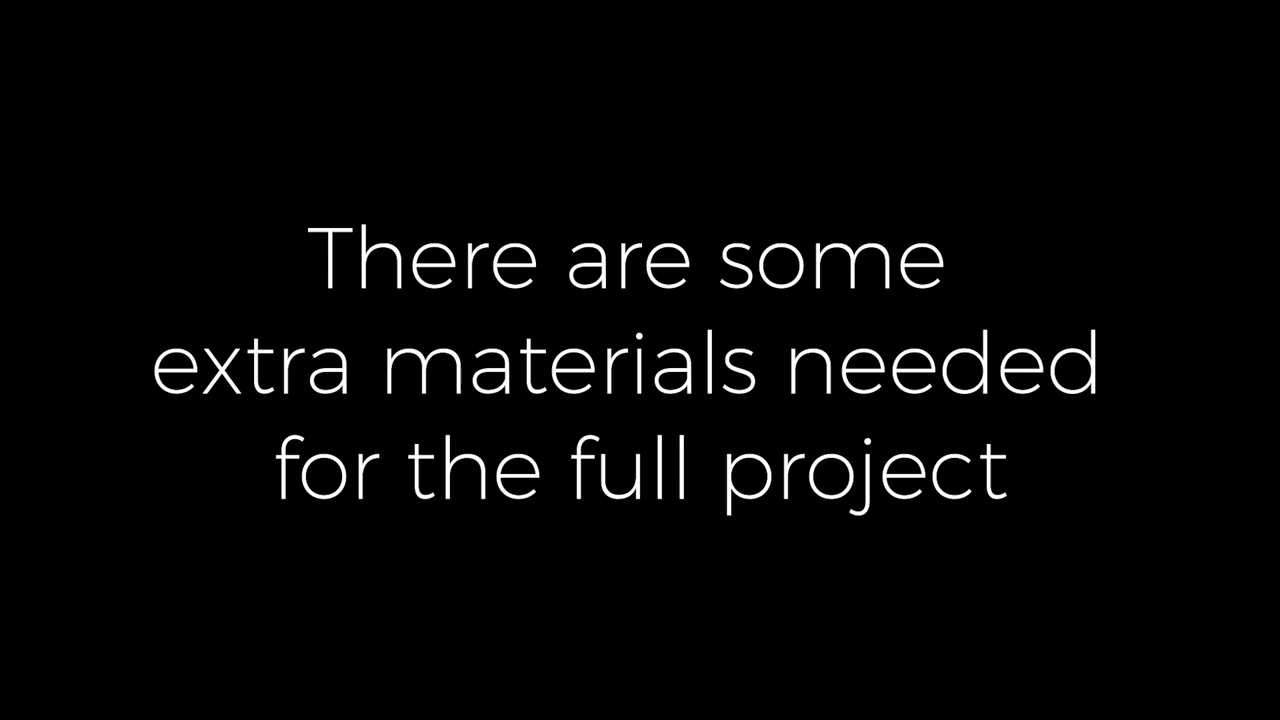 There are some
extra materials needed
for the full project